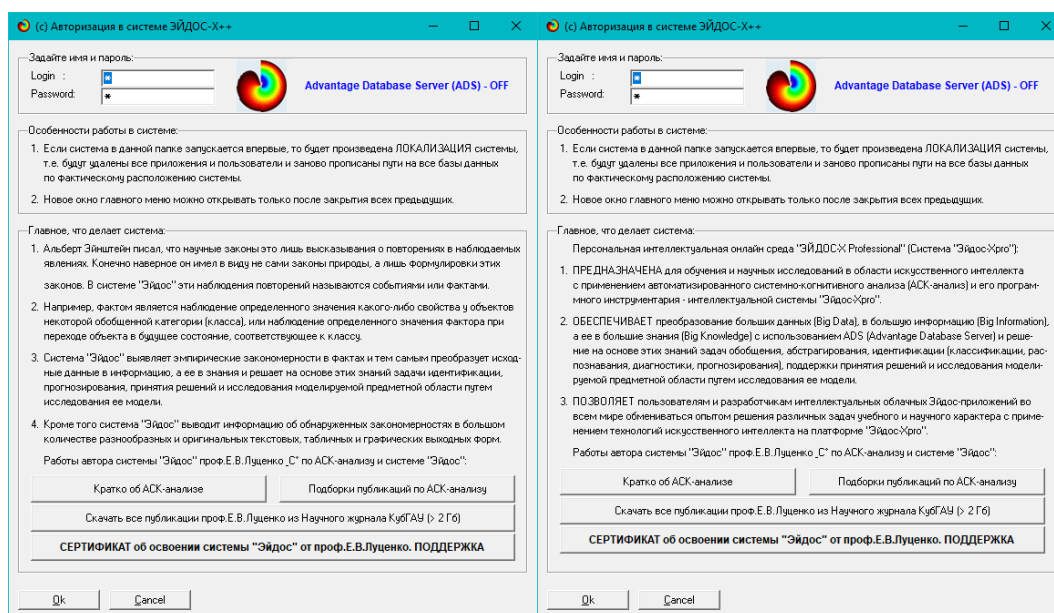 (c) Авторизация в системе ЭЙДОС-X++
Задайте имя и пароль:
Login :
*
Password:
*
Advantage Database Server (ADS) - OFF
Особенности работы в системе:
1. Если система в данной папке запускается впервые, то будет произведена ЛОКАЛИЗАЦИЯ системы,
т.е. будут удалены все приложения и пользователи и заново прописаны пути на все базы данных
по фактическому расположению системы.
2. Новое окно главного меню можно открывать только после закрытия всех предыдущих.
Главное, что делает система:
1. Альберт Эйнштейн писал, что научные законы это лишь высказывания о повторениях в наблюдаемых
явлениях. Конечно наверное он имел в виду не сами законы природы, а лишь формулировки этих
законов. В системе "Эйдос" эти наблюдения повторений называются событиями или фактами.
2. Например, фактом является наблюдение определенного значения какого-либо свойства у объектов
некоторой обобщенной категории (класса), или наблюдение определенного значения фактора при
переходе объекта в будущее состояние, соответствующее к классу.
3. Система "Эйдос" выявляет эмпирические закономерности в фактах и тем самым преобразует исход-
ные данные в информацию, а ее в знания и решает на основе этих знаний задачи идентификации,
прогнозирования, принятия решений и исследования моделируемой предметной области путем
исследования ее модели.
4. Кроме того система "Эйдос" выводит информацию об обнаруженных закономерностях в большом
количестве разнообразных и оригинальных текстовых, табличных и графических выходных форм.
Работы автора системы "Эйдос" проф.Е.В.Луценко _С° по АСК-анализу и системе "Эйдос":
Кратко об АСК-анализе
Подборки публикаций по АСК-анализу
Скачать все публикации проф.Е.В.Луценко из Научного журнала КубГАУ (> 2 Гб)
СЕРТИФИКАТ об освоении системы "Эйдос" от проф.Е.В.Луценко. ПОДДЕРЖКА
Ok
Cancel
(c) Авторизация в системе ЭЙДОС-X++
Задайте имя и пароль:
Login :
*
Password:
*
Advantage Database Server (ADS) - OFF
Особенности работы в системе:
1. Если система в данной папке запускается впервые, то будет произведена ЛОКАЛИЗАЦИЯ системы,
т.е. будут удалены все приложения и пользователи и заново прописаны пути на все базы данных
по фактическому расположению системы.
2. Новое окно главного меню можно открывать только после закрытия всех предыдущих.
Главное, что делает система:
Персональная интеллектуальная онлайн среда "ЭЙДОС-X Professional" (Система "Эйдос-Xpro"):
1. ПРЕДНАЗНАЧЕНА для обучения и научных исследований в области искусственного интеллекта
с применением автоматизированного системно-когнитивного анализа (АСК-анализ) и его програм-
много инструментария - интеллектуальной системы "Эйдос-Xpro".
2. ОБЕСПЕЧИВАЕТ преобразование больших данных (Big Data), в большую информацию (Big Information),
а ее в большие знания (Big Knowledge) с использованием ADS (Advantage Database Server) и реше-
ние на основе этих знаний задач обобщения, абстрагирования, идентификации (классификации, рас-
познавания, диагностики, прогнозирования), поддержки принятия решений и исследования модели-
руемой предметной области путем исследования ее модели.
3. ПОЗВОЛЯЕТ пользователям и разработчикам интеллектуальных облачных Эйдос-приложений во
всем мире обмениваться опытом решения различных задач учебного и научного характера с приме-
нением технологий искусственного интеллекта на платформе "Эйдос-Xpro".
Работы автора системы "Эйдос" проф.Е.В.Луценко _С° по АСК-анализу и системе "Эйдос":
Кратко об АСК-анализе
Подборки публикаций по АСК-анализу
Скачать все публикации проф.Е.В.Луценко из Научного журнала КубГАУ (> 2 Гб)
СЕРТИФИКАТ об освоении системы "Эйдос" от проф.Е.В.Луценко. ПОДДЕРЖКА
Ok
Cancel